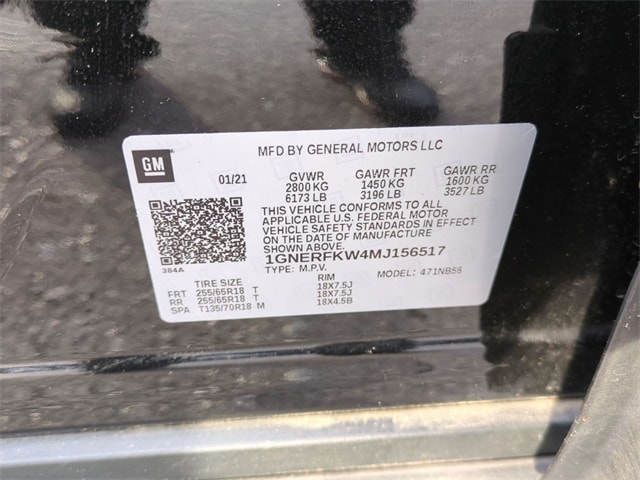 GM
MFD BY GENERAL MOTORS LLC
01/21
GVWR GAWR FRT GAWR RR
2800 KG 1450 KG 1600 KG
6173 LB 3196 LB 3527 LB
THIS VEHICLE CONFORMS TO ALL
APPLICABLE U.S. FEDERAL MOTOR
VEHICLE SAFETY STANDARDS IN EFFECT
ON THE DATE OF MANUFACTURE
SHOWN ABOVE.
1GNERFKW4MJ156517
384A
TYPE: M.P.V. MODEL: 471NB56
TIRE SIZE RIM
FRT 255/65R18 T 18X7.5J
RR 255/65R18 T 18X7.5J
SPA T135/70R18 M 18X4.5B